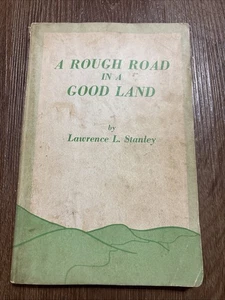 A ROUGH ROAD
IN A
GOOD LAND
by
Lawrence L. Stanley